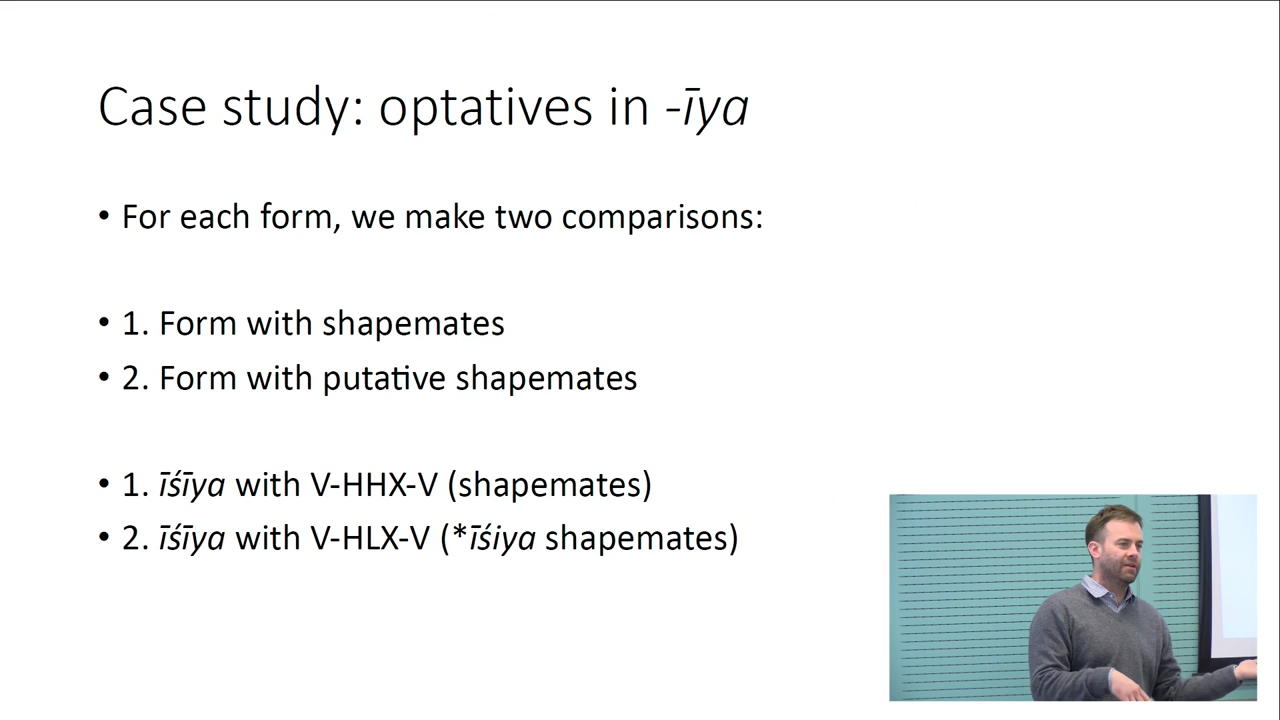 Case study: optatives in -īya
• For each form, we make two comparisons:
• 1. Form with shapemates
• 2. Form with putative shapemates
• 1. īśīya with V-HHX-V (shapemates)
• 2. īśīya with V-HLX-V (*īśiya shapemates)